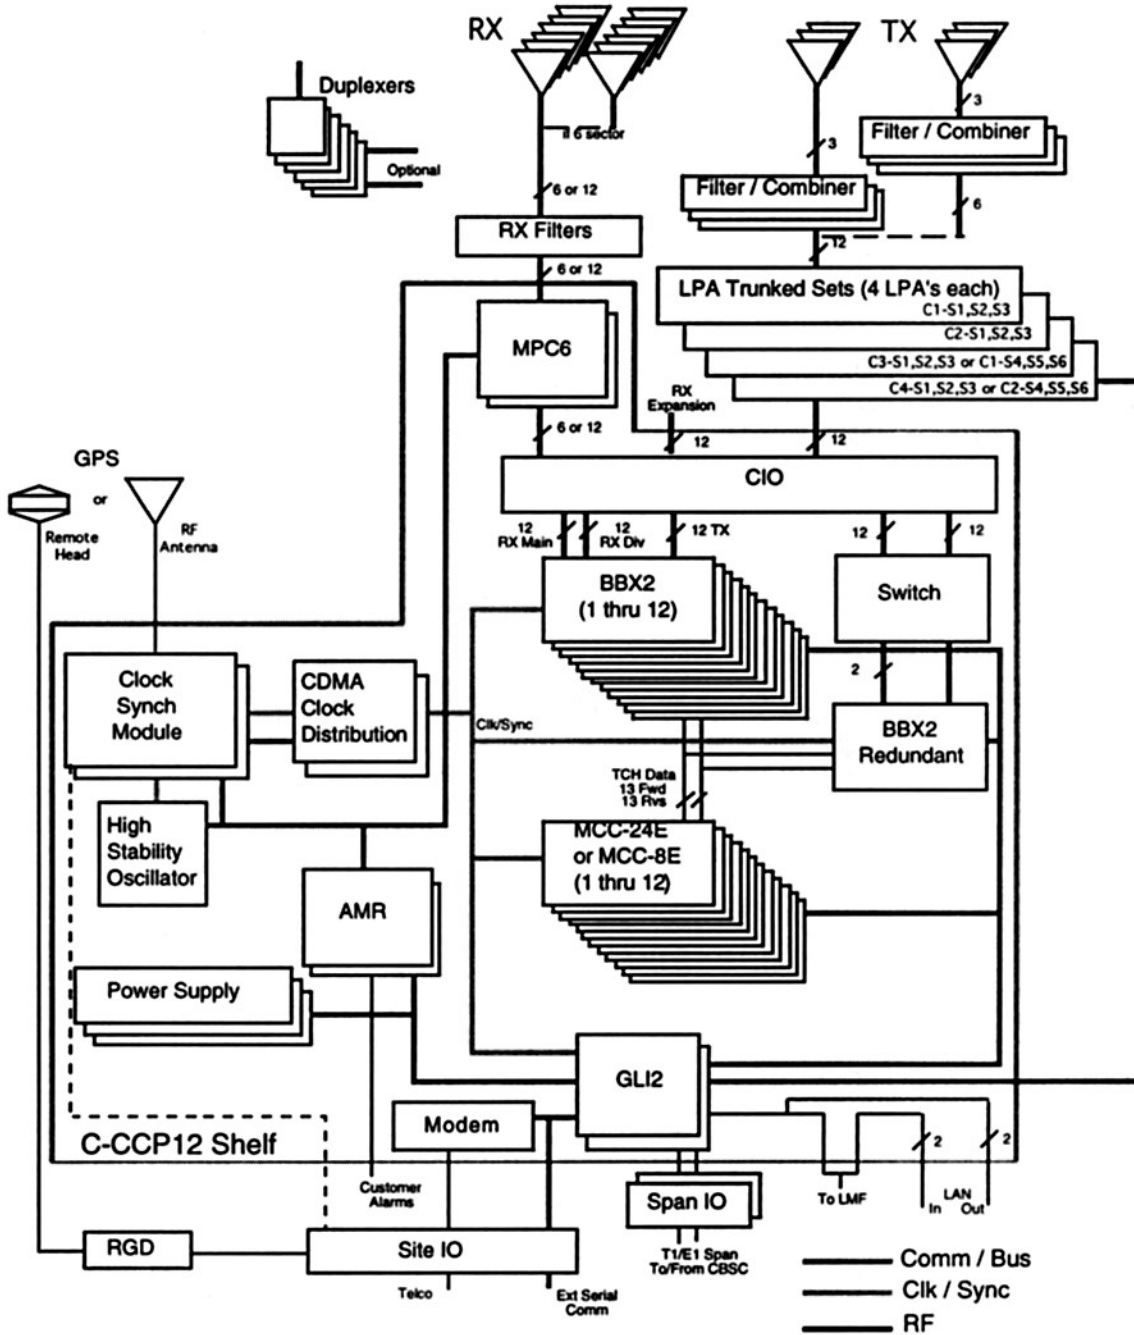 RX
TX
Duplexers
Optional
if 6 sector
3
Filter / Combiner
3
Filter / Combiner
6
6 or 12
RX Filters
12
6 or 12
LPA Trunked Sets (4 LPA's each)
C1-S1,S2,S3
C2-S1,S2,S3
C3-S1,S2,S3 or C1-S4,S5,S6
C4-S1,S2,S3 or C2-S4,S5,S6
MPC6
RX
Expansion
6 or 12
12
12
CIO
GPS
or
Remote
Head
RF
Antenna
12
RX Main
12
RX Div
12 TX
12
12
BBX2
(1 thru 12)
Switch
2
Clock
Synch
Module
CDMA
Clock
Distribution
Clk/Sync
BBX2
Redundant
TCH Data
13 Fwd
13 Rvs
High
Stability
Oscillator
MCC-24E
or MCC-8E
(1 thru 12)
AMR
Power Supply
GLI2
Modem
C-CCP12 Shelf
2
2
Customer
Alarms
To LMF
In
LAN
Out
Span IO
RGD
Site IO
T1/E1 Span
To/From CBSC
Telco
Ext Serial
Comm
Comm / Bus
Clk / Sync
RF